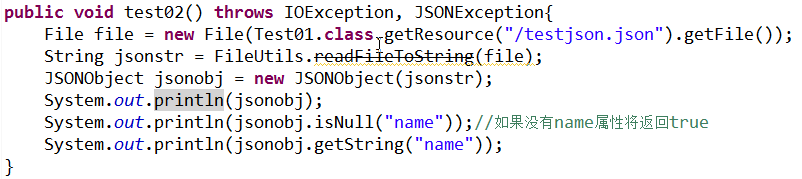 public void test02() throws IOException, JSONException{
File file = new File(Test01.class.getResource("/testjson.json").getFile());
String jsonstr = FileUtils.readFileToString(file);
JSONObject jsonobj = new JSONObject(jsonstr);
System.out.println(jsonobj);
System.out.println(jsonobj.isNull("name"));//如果没有name属性将返回true
System.out.println(jsonobj.getString("name"));
}